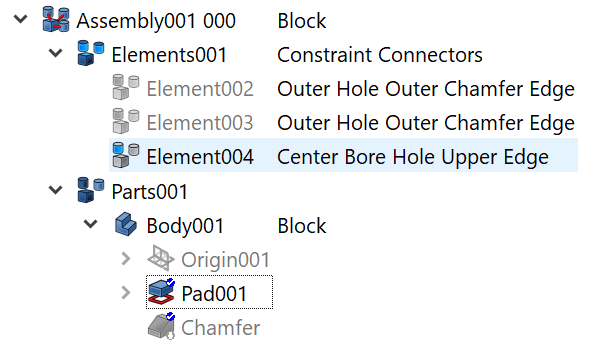 Assembly001 000 Block
Elements001 Constraint Connectors
Element002 Outer Hole Outer Chamfer Edge
Element003 Outer Hole Outer Chamfer Edge
Element004 Center Bore Hole Upper Edge
Parts001
Body001 Block
Origin001
Pad001
Chamfer